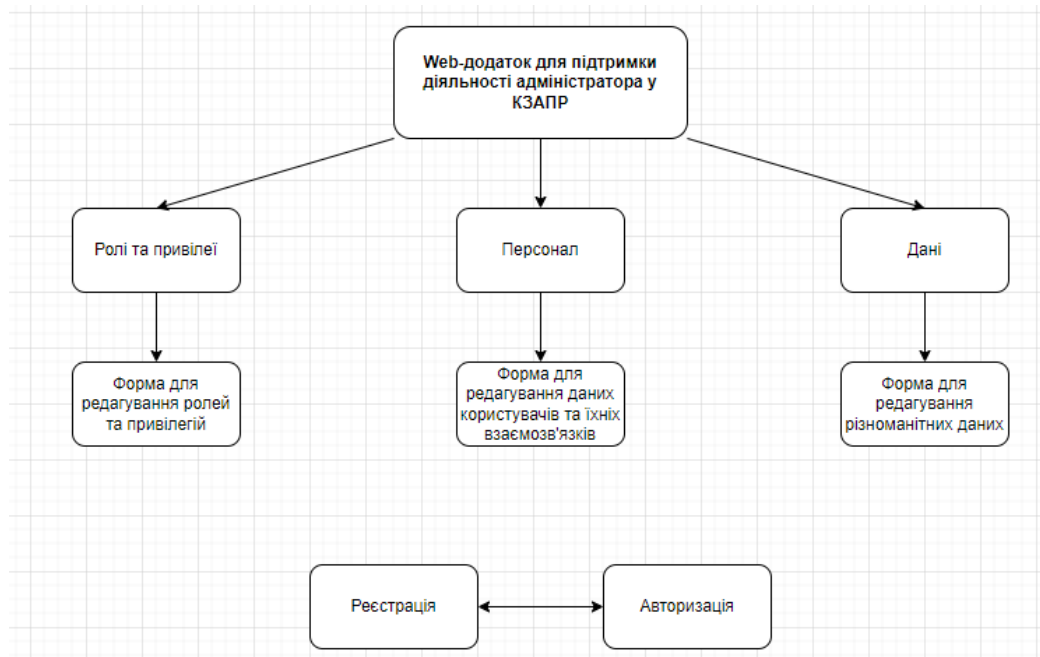 Web-додаток для підтримки
діяльності адміністратора у
КЗАПР
Ролі та привілеї
Персонал
Дані
Форма для
редагування ролей
та привілегій
Форма для
редагування даних
користувачів та їхніх
взаємозв'язків
Форма для
редагування
різноманітних даних
Реєстрація
Авторизація